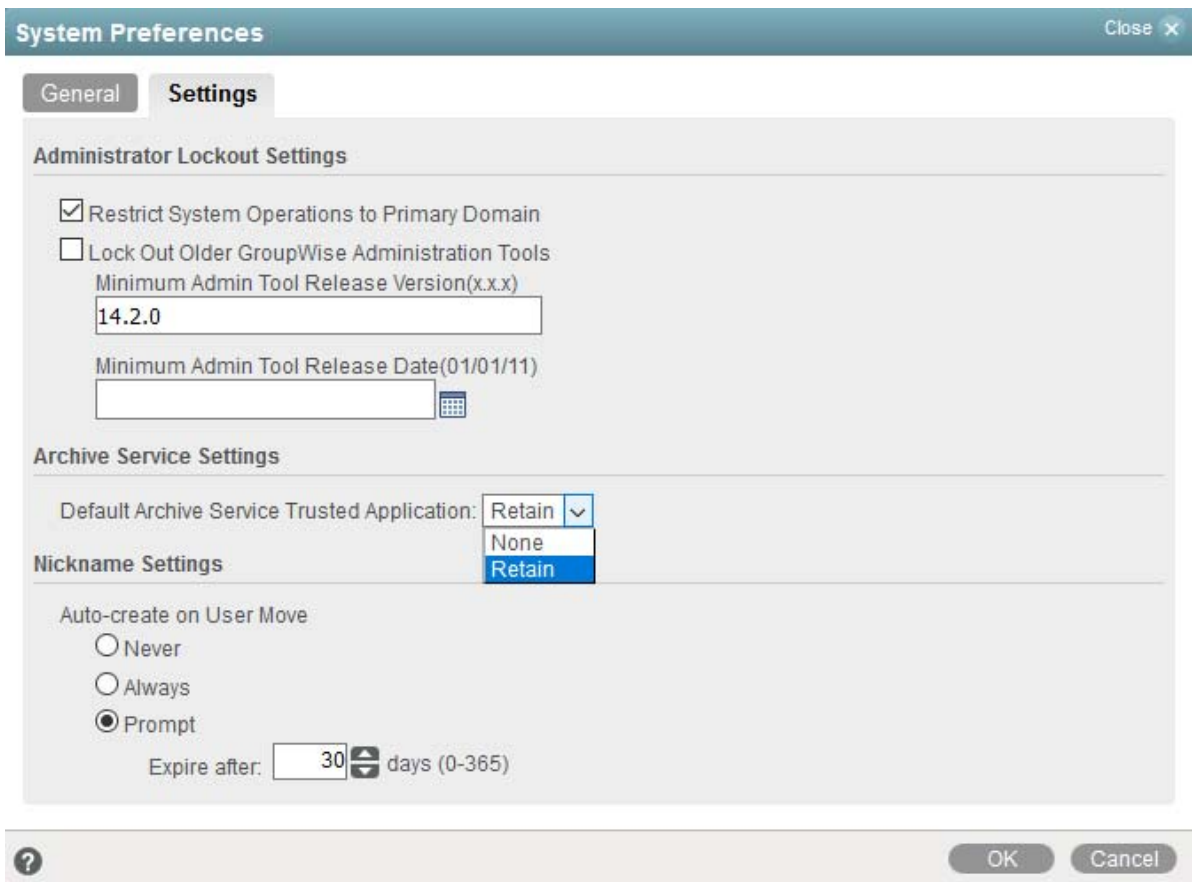 System Preferences
Close
General
Settings
Administrator Lockout Settings
Restrict System Operations to Primary Domain
Lock Out Older GroupWise Administration Tools
Minimum Admin Tool Release Version(x.x.x)
14.2.0
Minimum Admin Tool Release Date(01/01/11)
Archive Service Settings
Default Archive Service Trusted Application: Retain
None
Retain
Nickname Settings
Auto-create on User Move
Never
Always
Prompt
Expire after: 30 days (0-365)
?
OK
Cancel